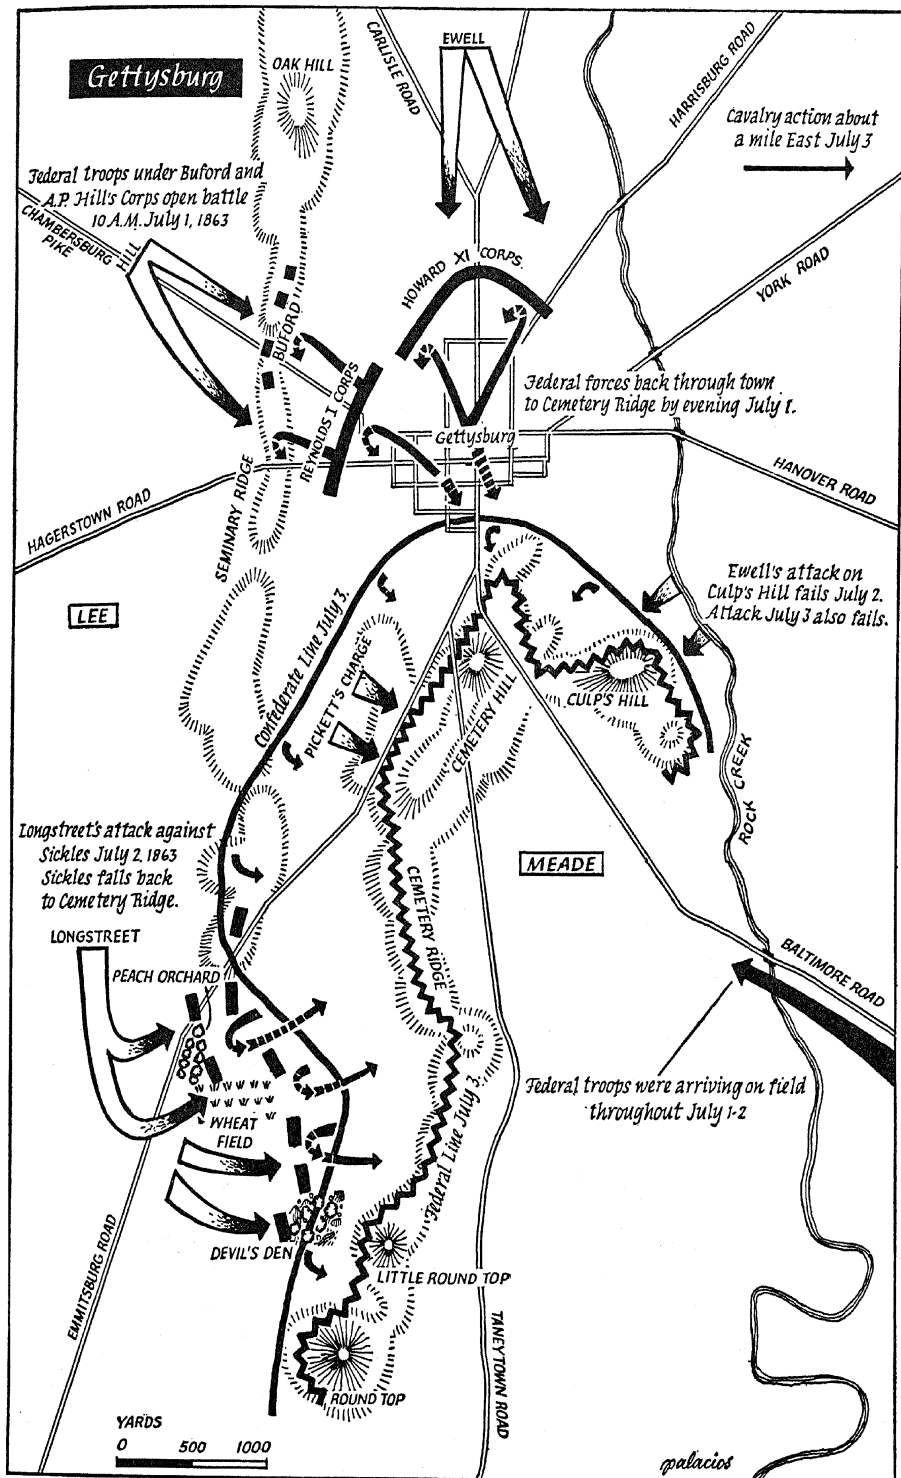 Gettysburg
OAK HILL
CARLISLE ROAD
EWELL
HARRISBURG ROAD
Cavalry action about
a mile East July 3
Federal troops under Buford and
A.P. Hill's Corps open battle
10 A.M. July 1, 1863
CHAMBERSBURG
PIKE
HILL
HOWARD XI CORPS.
YORK ROAD
BUFORD
REYNOLDS I CORPS
Federal forces back through town
to Cemetery Ridge by evening July 1.
Gettysburg
HANOVER ROAD
HAGERSTOWN ROAD
SEMINARY RIDGE
LEE
Confederate Line July 3.
PICKETT'S CHARGE
Ewell's attack on
Culp's Hill fails July 2.
Attack July 3 also fails.
CEMETERY HILL
CULP'S HILL
ROCK CREEK
Longstreet's attack against
Sickles July 2, 1863
Sickles falls back
to Cemetery Ridge.
MEADE
CEMETERY RIDGE
LONGSTREET
PEACH ORCHARD
BALTIMORE ROAD
Federal troops were arriving on field
throughout July 1-2
WHEAT
FIELD
Federal Line July 3.
DEVIL'S DEN
LITTLE ROUND TOP
EMMITSBURG ROAD
TANEYTOWN ROAD
ROUND TOP
YARDS
0 500 1000
palacios